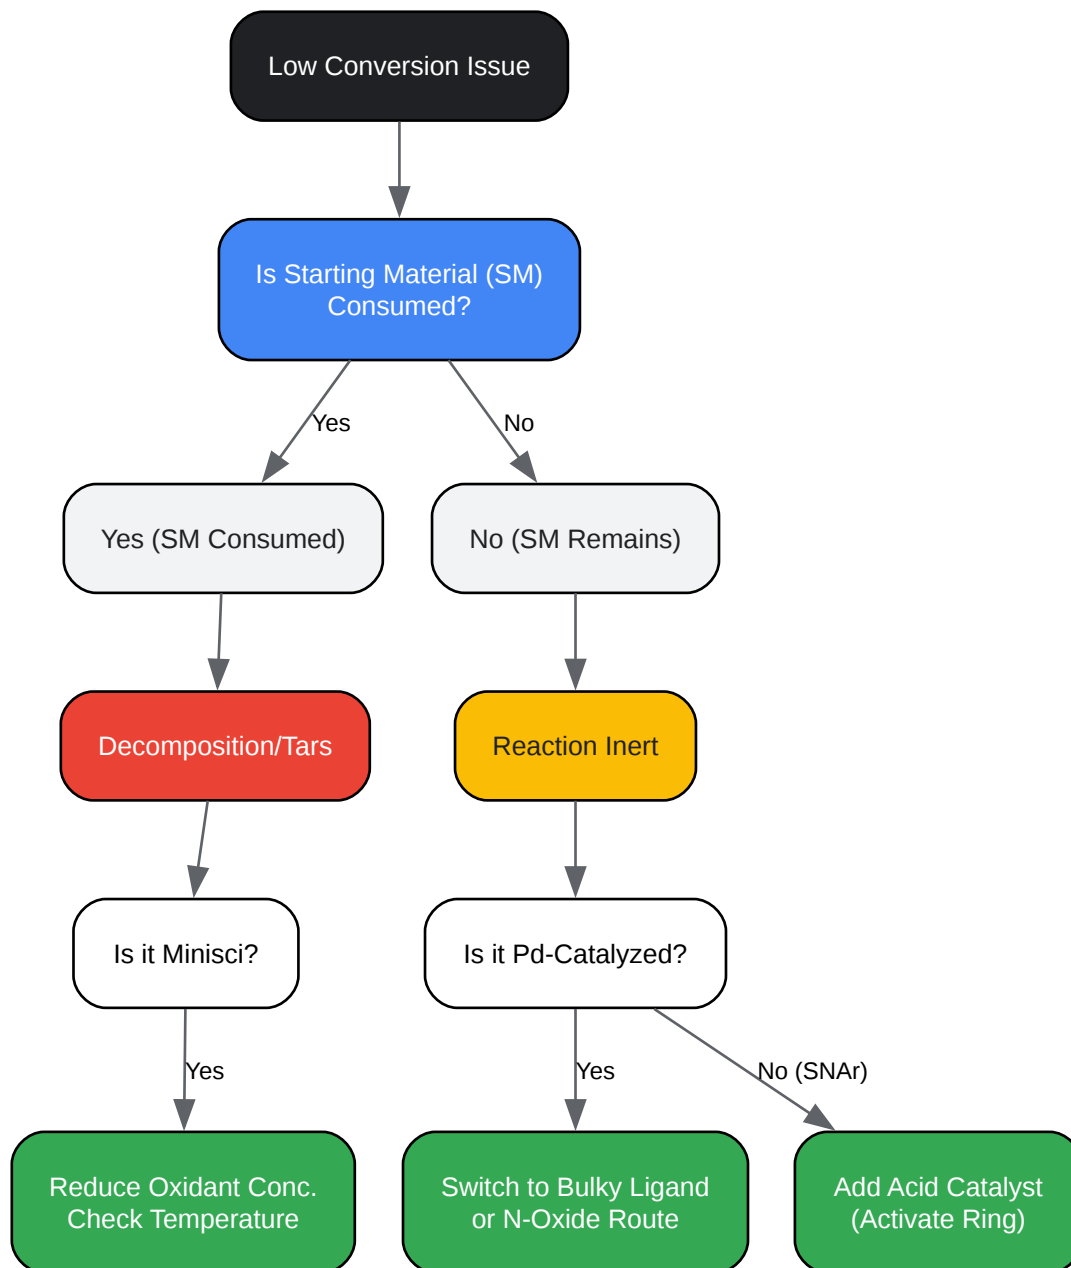 Low Conversion Issue
Is Starting Material (SM)
Consumed?
Yes
No
Yes (SM Consumed)
No (SM Remains)
Decomposition/Tars
Reaction Inert
Is it Minisci?
Is it Pd-Catalyzed?
Yes
Yes
No (SNAr)
Reduce Oxidant Conc.
Check Temperature
Switch to Bulky Ligand
or N-Oxide Route
Add Acid Catalyst
(Activate Ring)